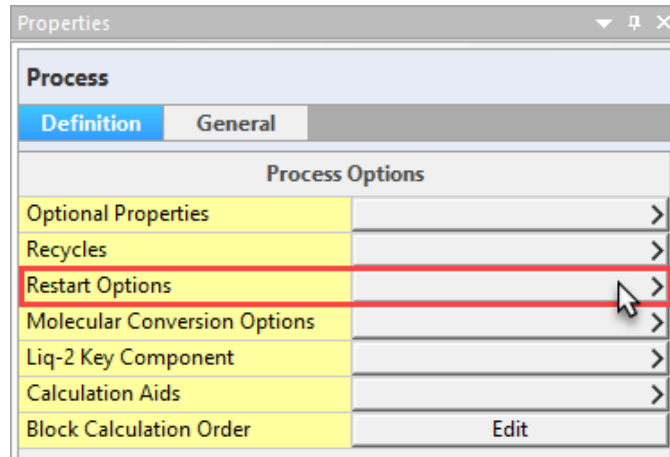 Properties
Process
Definition General
Process Options
Optional Properties
Recycles
Restart Options
Molecular Conversion Options
Liq-2 Key Component
Calculation Aids
Block Calculation Order Edit